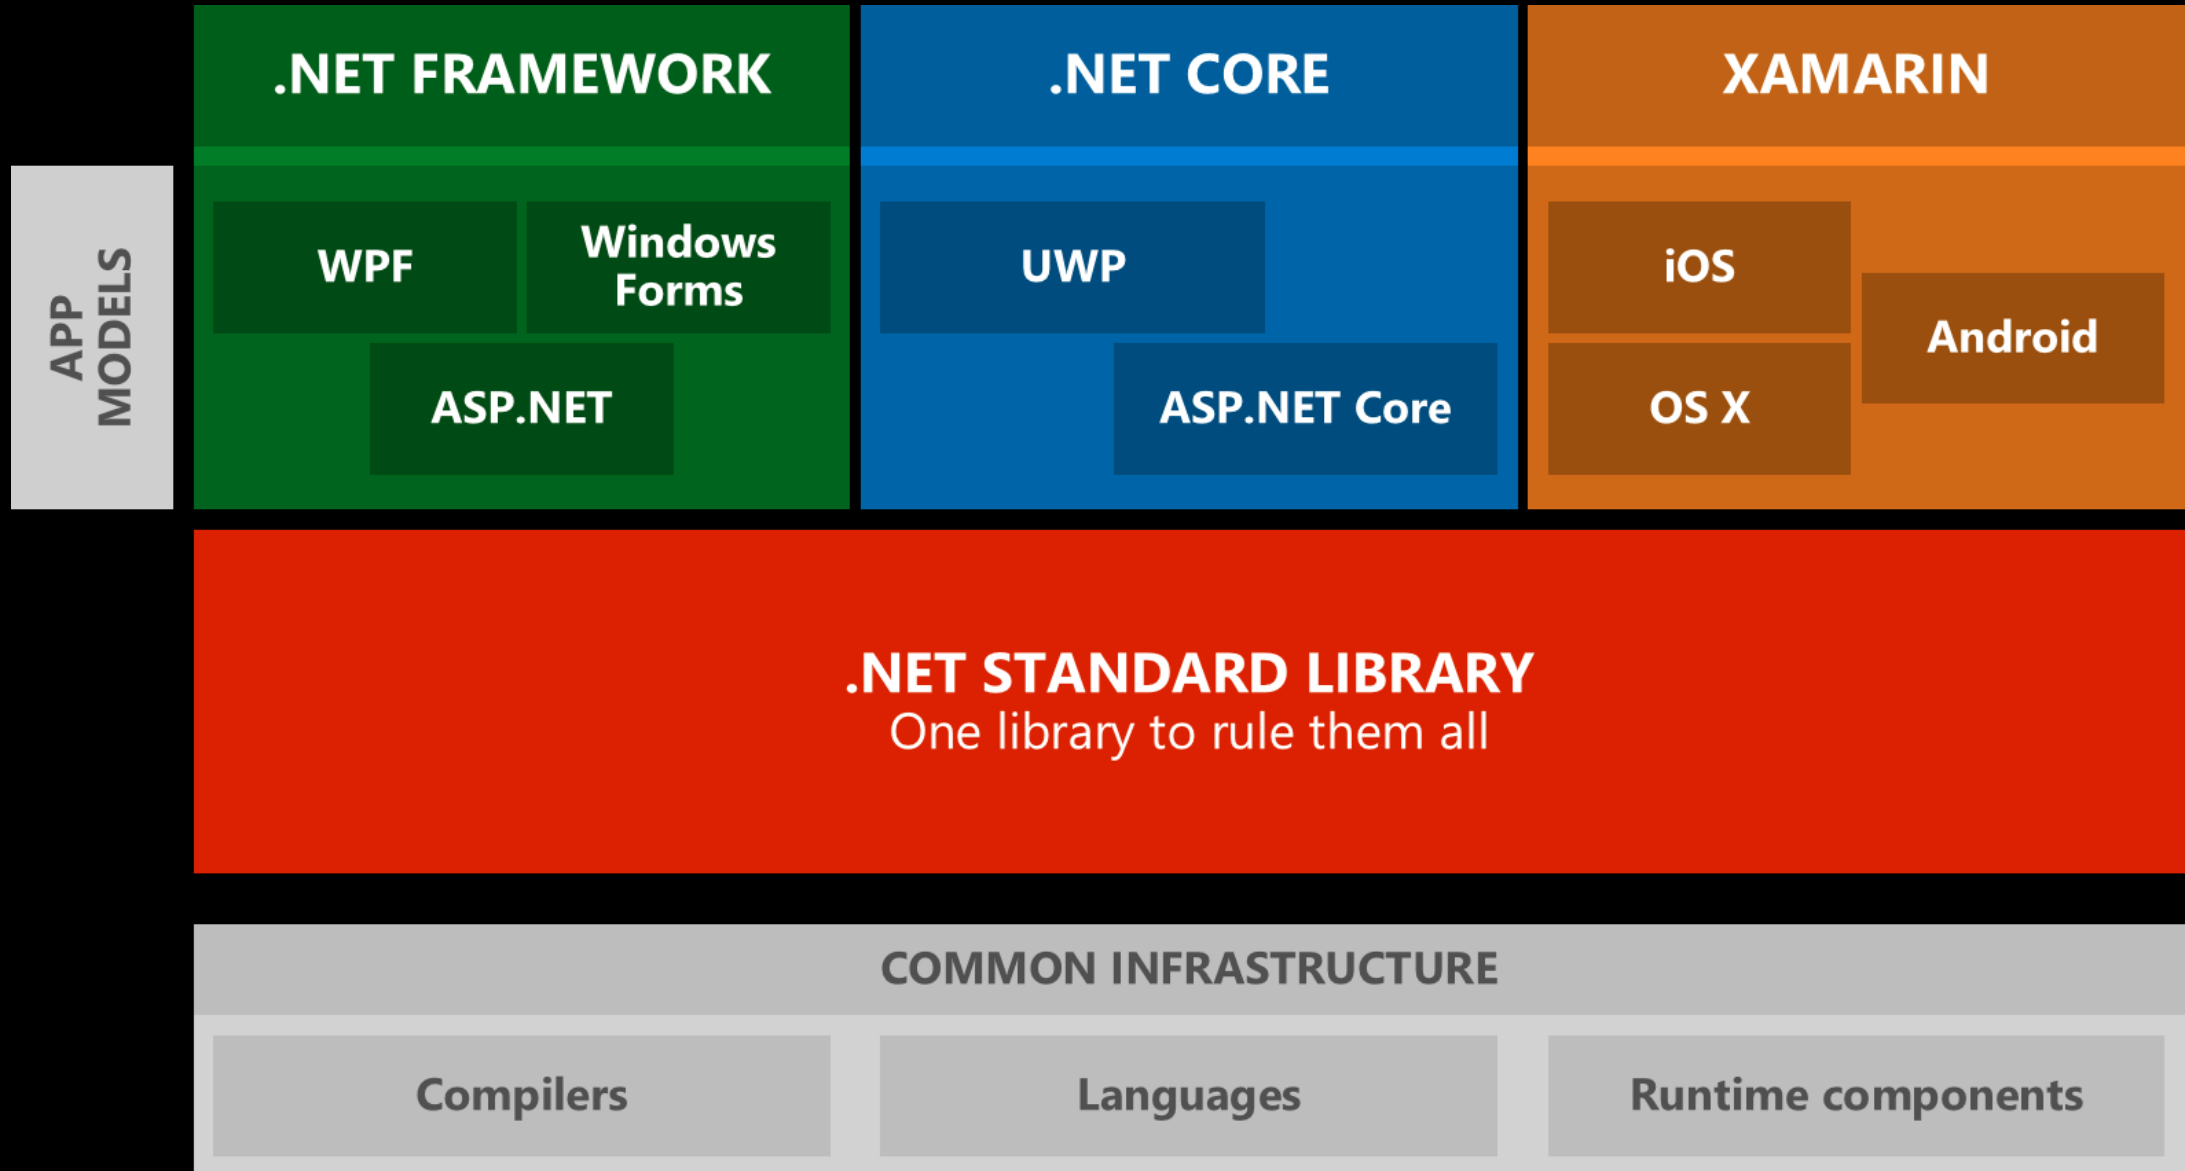 .NET FRAMEWORK
.NET CORE
XAMARIN
APP
MODELS
WPF
Windows
Forms
ASP.NET
UWP
ASP.NET Core
iOS
Android
OS X
.NET STANDARD LIBRARY
One library to rule them all
COMMON INFRASTRUCTURE
Compilers
Languages
Runtime components